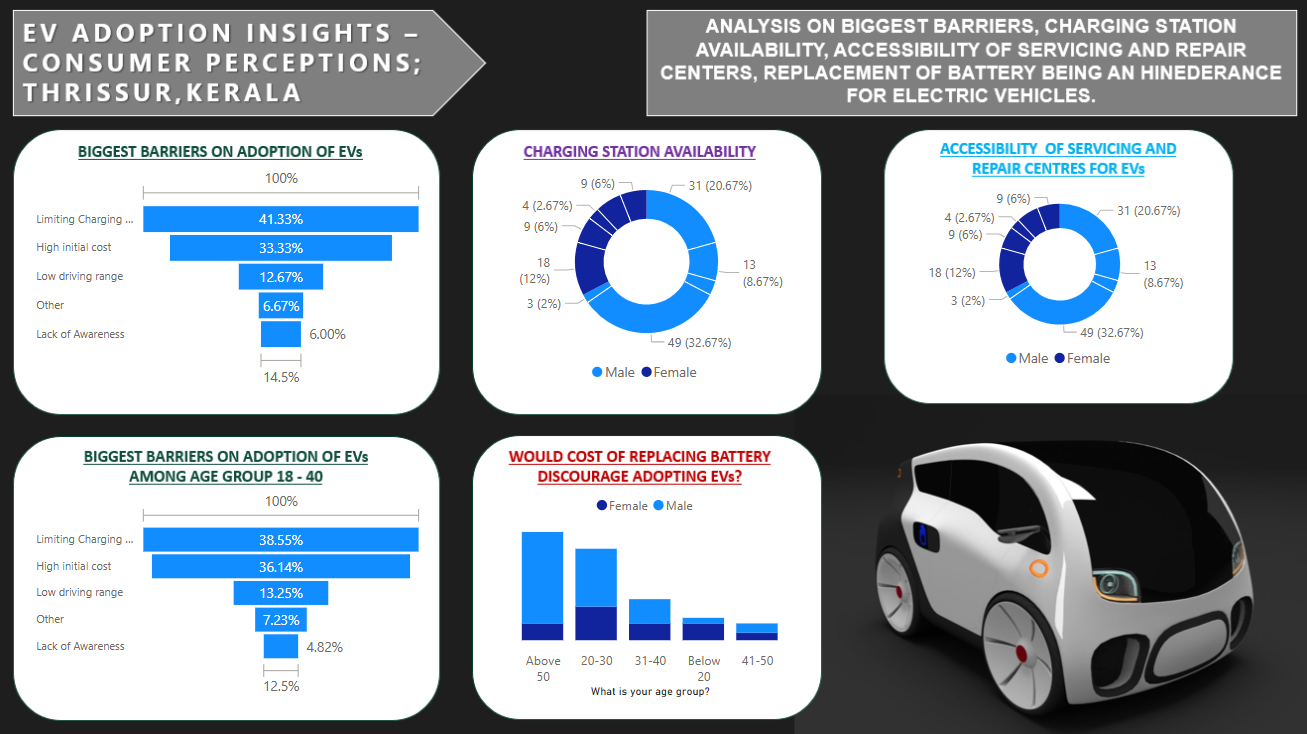 EV ADOPTION INSIGHTS –
CONSUMER PERCEPTIONS;
THRISSUR,KERALA
ANALYSIS ON BIGGEST BARRIERS, CHARGING STATION
AVAILABILITY, ACCESSIBILITY OF SERVICING AND REPAIR
CENTERS, REPLACEMENT OF BATTERY BEING AN HINEDERANCE
FOR ELECTRIC VEHICLES.
BIGGEST BARRIERS ON ADOPTION OF EVs
100%
Limiting Charging ...
41.33%
High initial cost
33.33%
Low driving range
12.67%
Other
6.67%
Lack of Awareness
6.00%
14.5%
CHARGING STATION AVAILABILITY
9 (6%)
31 (20.67%)
4 (2.67%)
9 (6%)
18
(12%)
13
(8.67%)
3 (2%)
49 (32.67%)
Male Female
ACCESSIBILITY OF SERVICING AND
REPAIR CENTRES FOR EVs
9 (6%)
31 (20.67%)
4 (2.67%)
9 (6%)
18 (12%)
13
(8.67%)
3 (2%)
49 (32.67%)
Male Female
BIGGEST BARRIERS ON ADOPTION OF EVs
AMONG AGE GROUP 18 - 40
100%
Limiting Charging ...
38.55%
High initial cost
36.14%
Low driving range
13.25%
Other
7.23%
Lack of Awareness
4.82%
12.5%
WOULD COST OF REPLACING BATTERY
DISCOURAGE ADOPTING EVs?
Female Male
Above
50
20-30
31-40
Below
20
41-50
What is your age group?